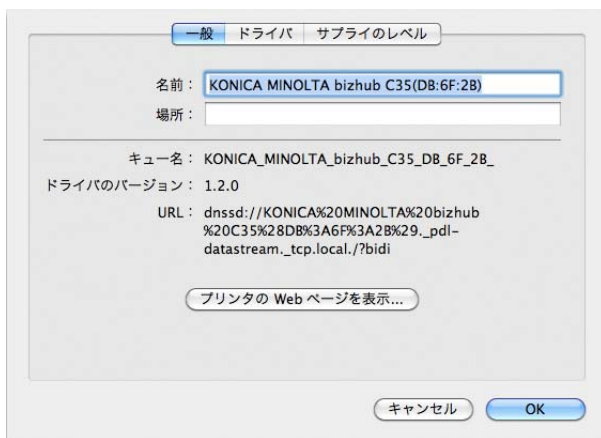 一般 ドライバ サプライのレベル
名前： KONICA MINOLTA bizhub C35(DB:6F:2B)
場所：
キュー名： KONICA_MINOLTA_bizhub_C35_DB_6F_2B_
ドライバのバージョン： 1.2.0
URL： dnssd://KONICA%20MINOLTA%20bizhub
%20C35%28DB%3A6F%3A2B%29._pdl-
datastream._tcp.local./?bidi
プリンタの Web ページを表示...
キャンセル OK